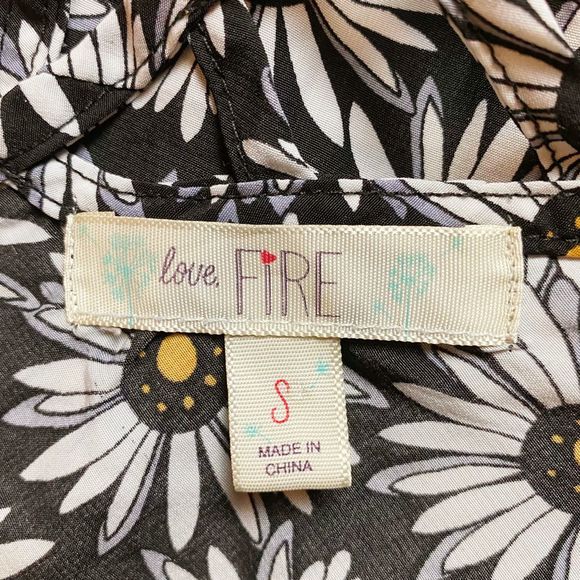 love, FiRE
S
MADE IN
CHINA